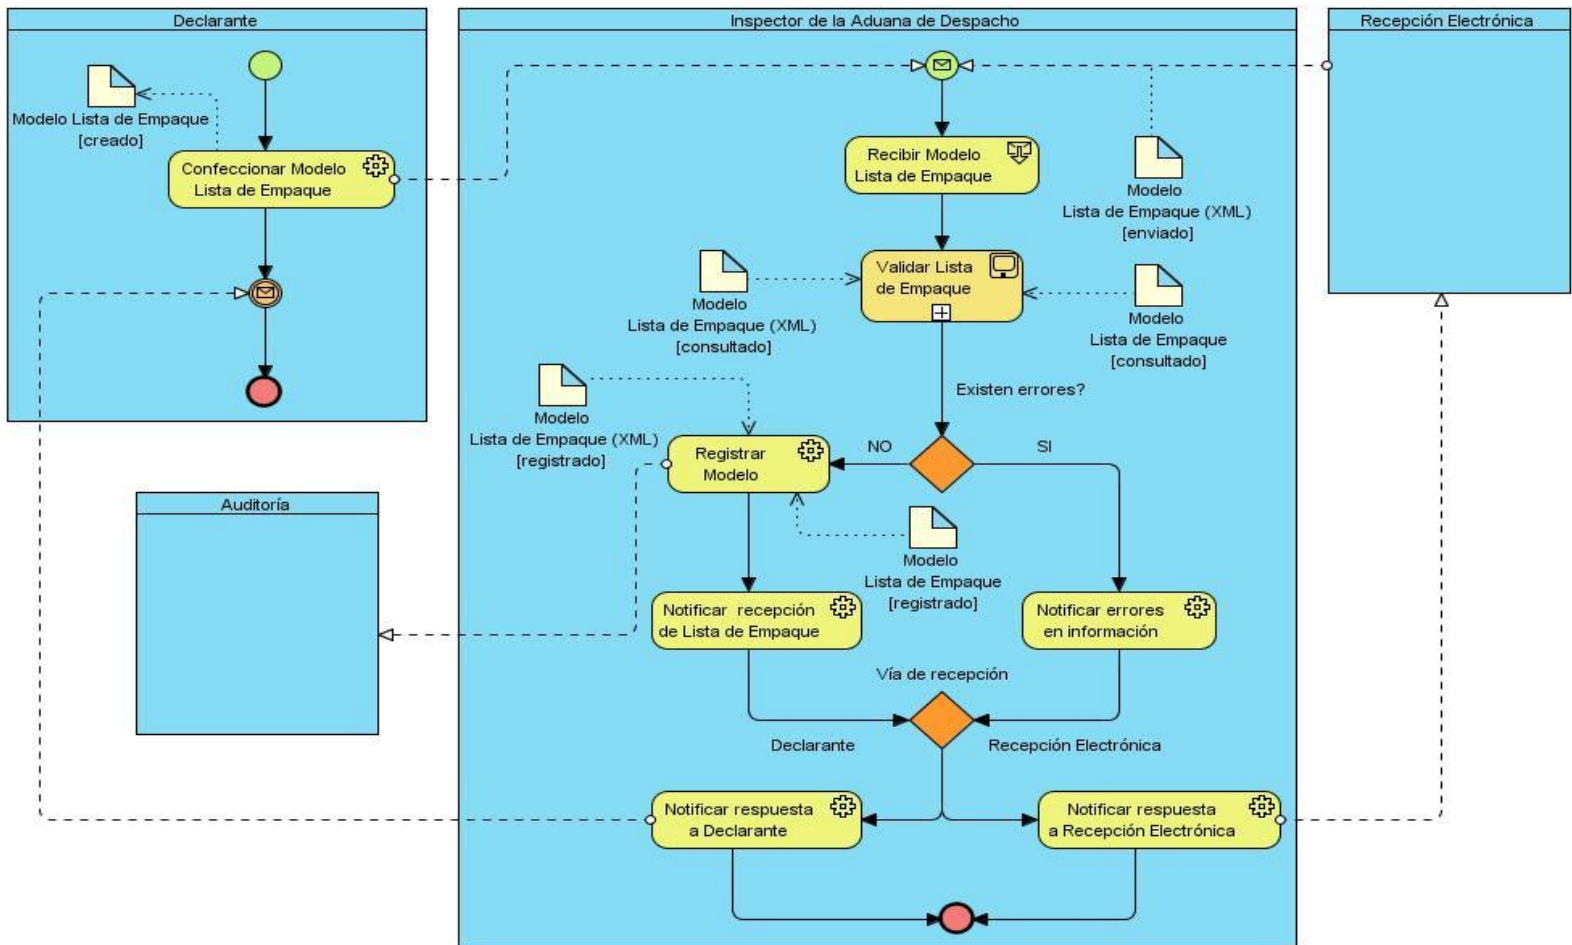 Declarante
Inspector de la Aduana de Despacho
Recepción Electrónica
Modelo Lista de Empaque
[creado]
Confeccionar Modelo
Lista de Empaque
Recibir Modelo
Lista de Empaque
Modelo
Lista de Empaque (XML)
[enviado]
Validar Lista
de Empaque
Modelo
Lista de Empaque (XML)
[consultado]
Modelo
Lista de Empaque
[consultado]
Existen errores?
Modelo
Lista de Empaque (XML)
[registrado]
Registrar
Modelo
NO
SI
Auditoría
Modelo
Lista de Empaque
[registrado]
Notificar recepción
de Lista de Empaque
Notificar errores
en información
Vía de recepción
Declarante
Recepción Electrónica
Notificar respuesta
a Declarante
Notificar respuesta
a Recepción Electrónica